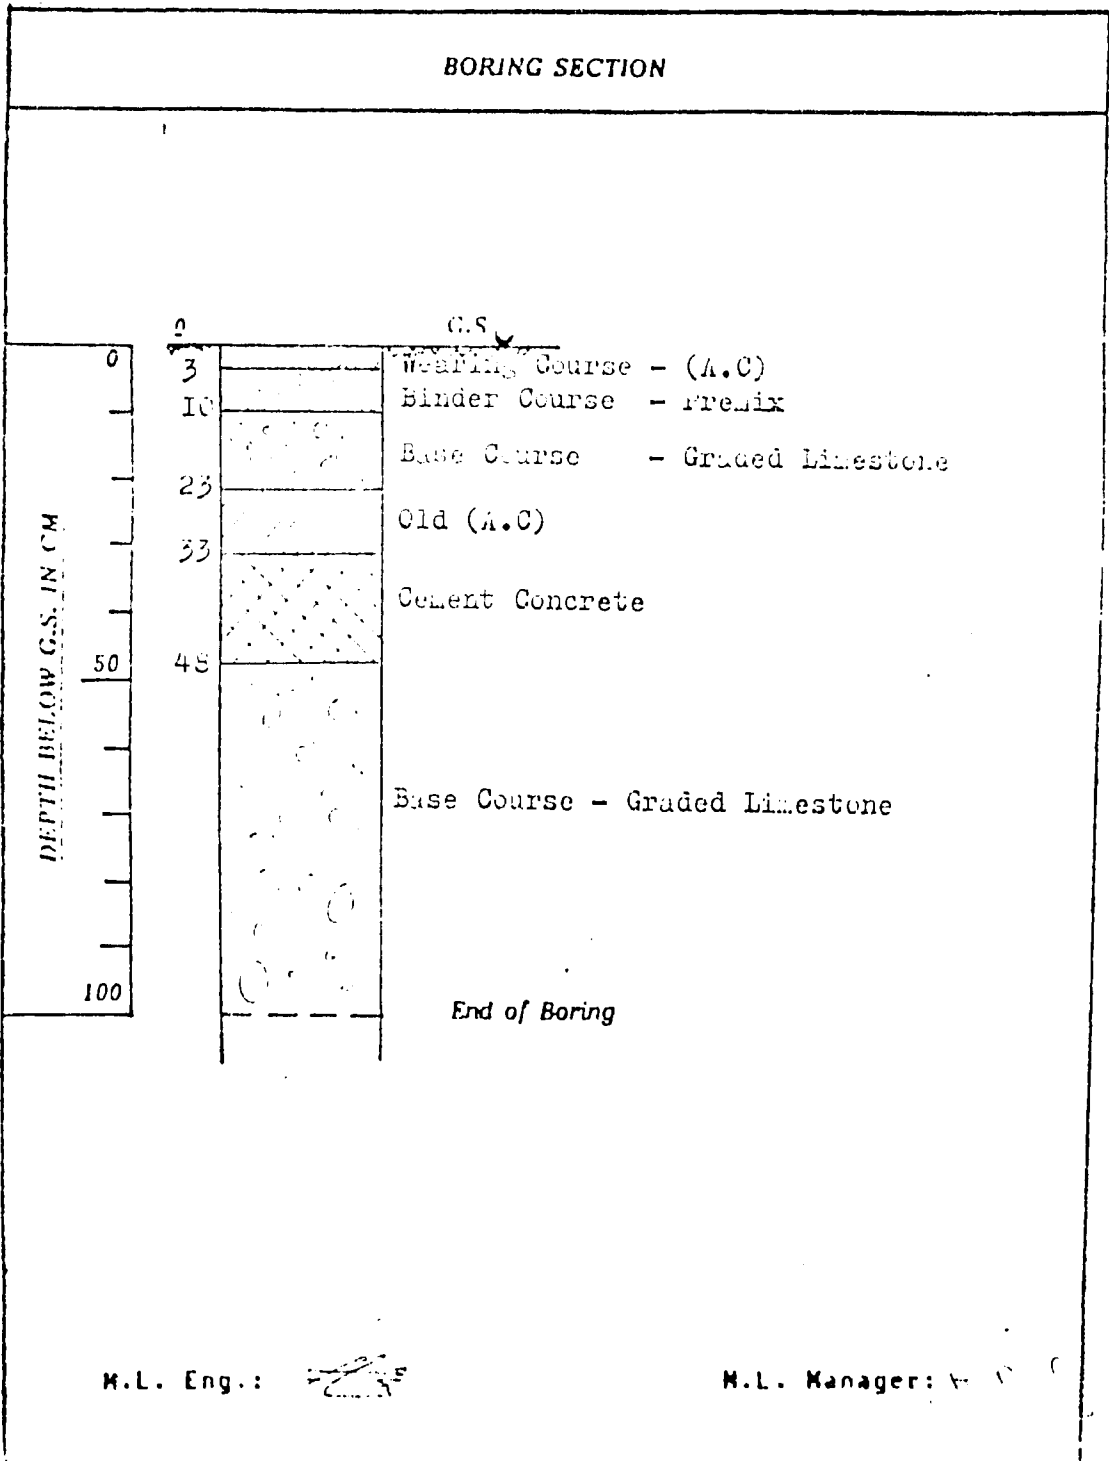 BORING SECTION
0 G.S.
0
3 Wearing Course - (A.C)
10 Binder Course - Premix
Base Course - Graded Limestone
23
Old (A.C)
33
Cement Concrete
50 48
DEPTH BELOW G.S. IN CM
Base Course - Graded Limestone
100
End of Boring
M.L. Eng.:
M.L. Manager: